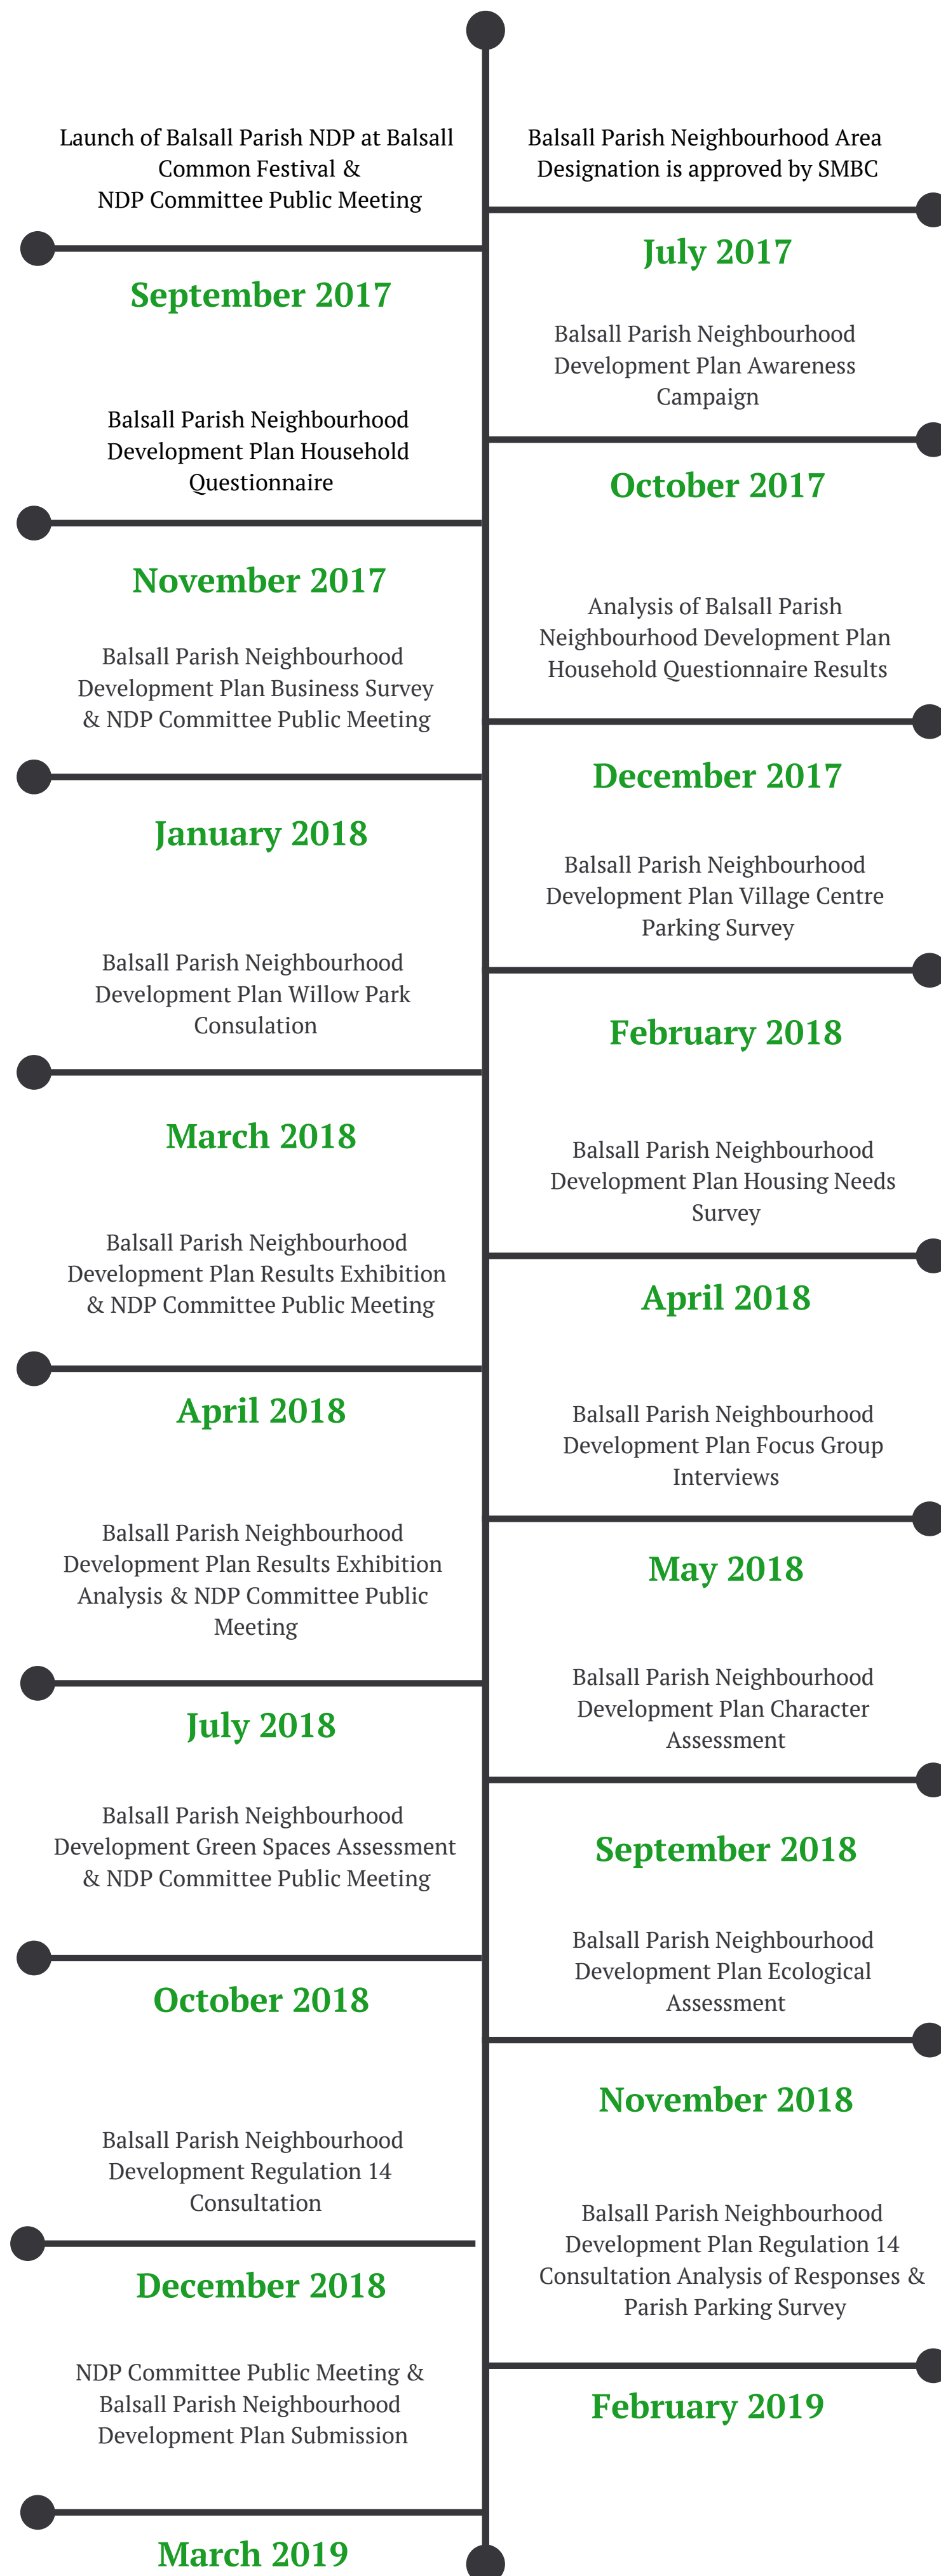 Balsall Parish Neighbourhood Area
Designation is approved by SMBC
July 2017
Launch of Balsall Parish NDP at Balsall
Common Festival &
NDP Committee Public Meeting
September 2017
Balsall Parish Neighbourhood
Development Plan Awareness
Campaign
October 2017
Balsall Parish Neighbourhood
Development Plan Household
Questionnaire
November 2017
Analysis of Balsall Parish
Neighbourhood Development Plan
Household Questionnaire Results
December 2017
Balsall Parish Neighbourhood
Development Plan Business Survey
& NDP Committee Public Meeting
January 2018
Balsall Parish Neighbourhood
Development Plan Village Centre
Parking Survey
February 2018
Balsall Parish Neighbourhood
Development Plan Willow Park
Consulation
March 2018
Balsall Parish Neighbourhood
Development Plan Housing Needs
Survey
April 2018
Balsall Parish Neighbourhood
Development Plan Results Exhibition
& NDP Committee Public Meeting
April 2018
Balsall Parish Neighbourhood
Development Plan Focus Group
Interviews
May 2018
Balsall Parish Neighbourhood
Development Plan Results Exhibition
Analysis & NDP Committee Public
Meeting
July 2018
Balsall Parish Neighbourhood
Development Plan Character
Assessment
September 2018
Balsall Parish Neighbourhood
Development Green Spaces Assessment
& NDP Committee Public Meeting
October 2018
Balsall Parish Neighbourhood
Development Plan Ecological
Assessment
November 2018
Balsall Parish Neighbourhood
Development Regulation 14
Consultation
December 2018
Balsall Parish Neighbourhood
Development Plan Regulation 14
Consultation Analysis of Responses &
Parish Parking Survey
February 2019
NDP Committee Public Meeting &
Balsall Parish Neighbourhood
Development Plan Submission
March 2019